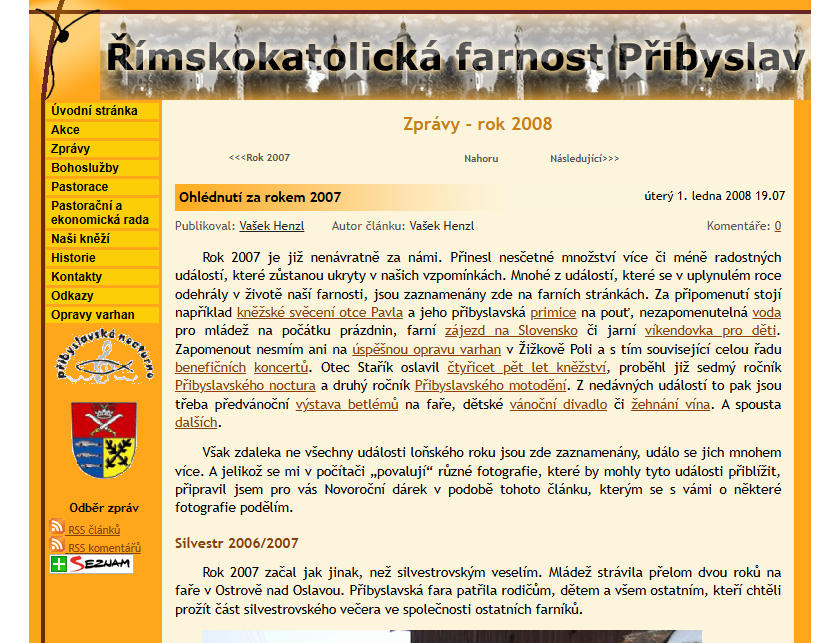 Římskokatolická farnost Přibyslav
Úvodní stránka
Akce
Zprávy
Bohoslužby
Pastorace
Pastorační a
ekonomická rada
Naši kněží
Historie
Kontakty
Odkazy
Opravy varhan
přibyslavská nocturna
Odběr zpráv
RSS článků
RSS komentářů
SEZNAM
Zprávy - rok 2008
<<<Rok 2007 Nahoru Následující>>>
Ohlédnutí za rokem 2007 úterý 1. ledna 2008 19.07
Publikoval: Vašek Henzl Autor článku: Vašek Henzl Komentáře: 0
Rok 2007 je již nenávratně za námi. Přinesl nesčetné množství více či méně radostných
událostí, které zůstanou ukryty v našich vzpomínkách. Mnohé z událostí, které se v uplynulém roce
odehrály v životě naší farnosti, jsou zaznamenány zde na farních stránkách. Za připomenutí stojí
například kněžské svěcení otce Pavla a jeho přibyslavská primice na pouť, nezapomenutelná voda
pro mládež na počátku prázdnin, farní zájezd na Slovensko či jarní víkendovka pro děti.
Zapomenout nesmím ani na úspěšnou opravu varhan v Žižkově Poli a s tím související celou řadu
benefičních koncertů. Otec Stařík oslavil čtyřicet pět let kněžství, proběhl již sedmý ročník
Přibyslavského noctura a druhý ročník Přibyslavského motodění. Z nedávných událostí to pak jsou
třeba předvánoční výstava betlémů na faře, dětské vánoční divadlo či žehnání vína. A spousta
dalších.
Však zdaleka ne všechny události loňského roku jsou zde zaznamenány, událo se jich mnohem
více. A jelikož se mi v počítači „povalují“ různé fotografie, které by mohly tyto události přiblížit,
připravil jsem pro vás Novoroční dárek v podobě tohoto článku, kterým se s vámi o některé
fotografie podělím.
Silvestr 2006/2007
Rok 2007 začal jak jinak, než silvestrovským veselím. Mládež strávila přelom dvou roků na
faře v Ostrově nad Oslavou. Přibyslavská fara patřila rodičům, dětem a všem ostatním, kteří chtěli
prožít část silvestrovského večera ve společnosti ostatních farníků.